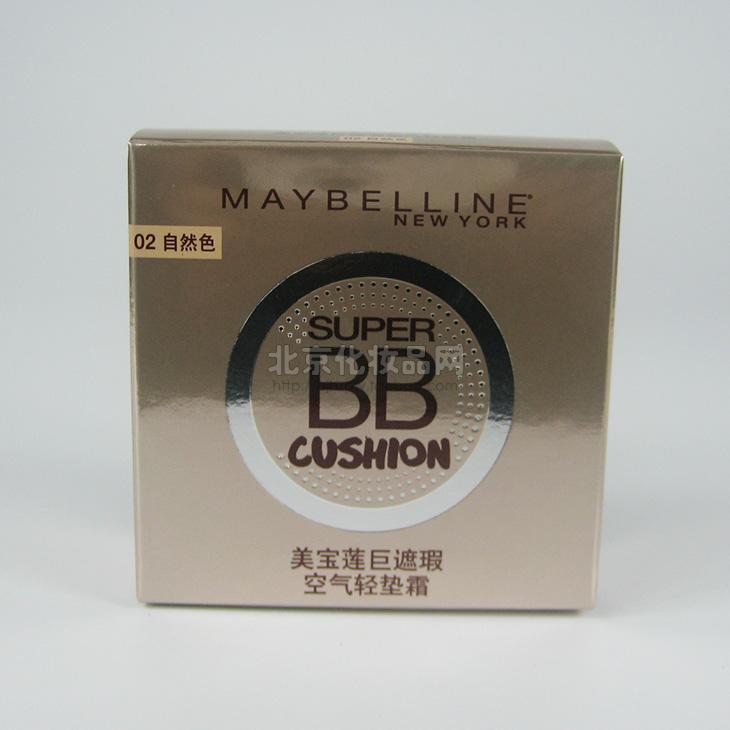 MAYBELLINE
NEW YORK
02 自然色
SUPER
北京化妆品网
BB
CUSHION
美宝莲巨遮瑕
空气轻垫霜